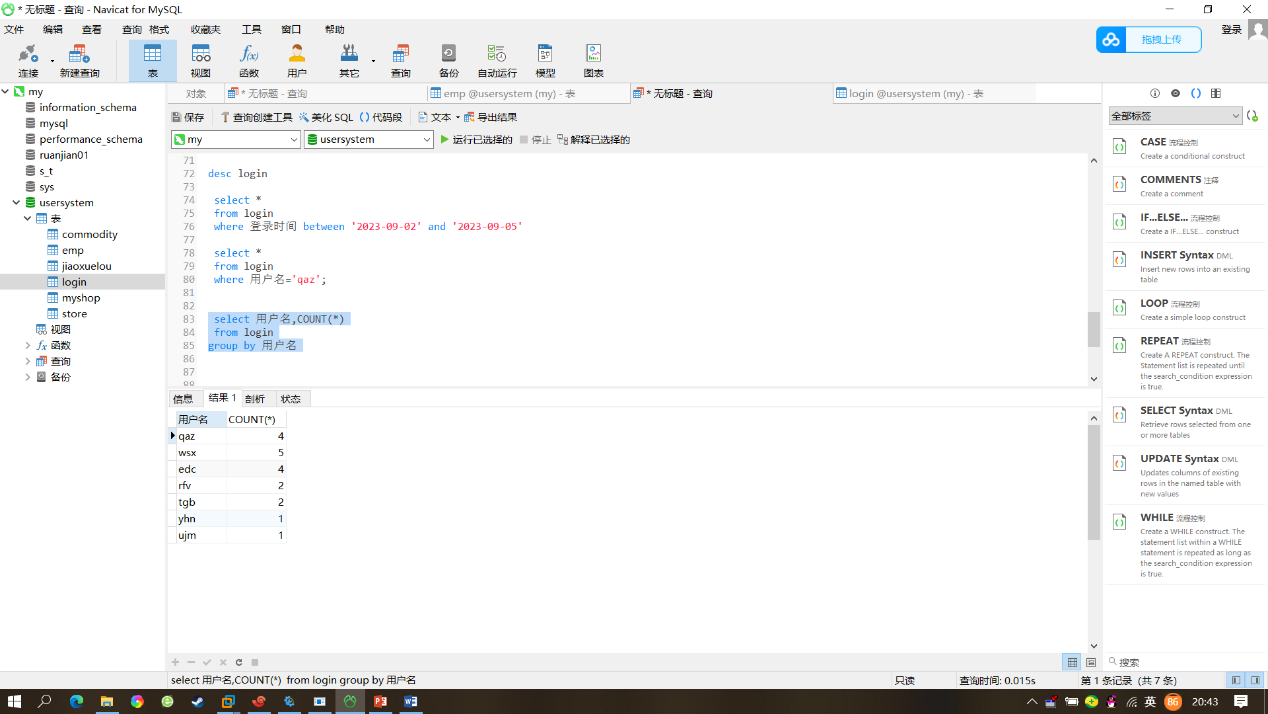 * 无标题 - 查询 - Navicat for MySQL
文件 编辑 查看 查询 格式 收藏夹 工具 窗口 帮助
拖拽上传
登录
连接 新建查询 表 视图 函数 用户 其它 查询 备份 自动运行 模型 图表
my
information_schema
mysql
performance_schema
ruanjian01
s_t
sys
usersystem
表
commodity
emp
jiaoxuelou
login
myshop
store
视图
函数
查询
备份
对象 * 无标题 - 查询 emp @usersystem (my) - 表 * 无标题 - 查询 login @usersystem (my) - 表
保存 查询创建工具 美化 SQL 代码段 文本 导出结果
my usersystem 运行已选择的 停止 解释已选择的
71
72 desc login
73
74 select *
75 from login
76 where 登录时间 between '2023-09-02' and '2023-09-05'
77
78 select *
79 from login
80 where 用户名='qaz';
81
82
83 select 用户名,COUNT(*)
84 from login
85 group by 用户名
86
87
88
信息 结果 1 剖析 状态
用户名 COUNT(*)
qaz 4
wsx 5
edc 4
rfv 2
tgb 2
yhn 1
ujm 1
全部标签
CASE 流程控制
Create a conditional construct
COMMENTS 注释
Create a comment
IF...ELSE... 流程控制
Create a IF...ELSE... construct
INSERT Syntax DML
Insert new rows into an existing
table
LOOP 流程控制
Create a simple loop construct
REPEAT 流程控制
Create A REPEAT construct. The
Statement list is repeated until
the search_condition expression
is true.
SELECT Syntax DML
Retrieve rows selected from one
or more tables
UPDATE Syntax DML
Updates columns of existing
rows in the named table with
new values
WHILE 流程控制
Create a WHILE construct. The
statement list within a WHILE
statement is repeated as long as
the search_condition expression
is true.
搜索
select 用户名,COUNT(*) from login group by 用户名 只读 查询时间: 0.015s 第 1 条记录 (共 7 条)
英 86 20:43